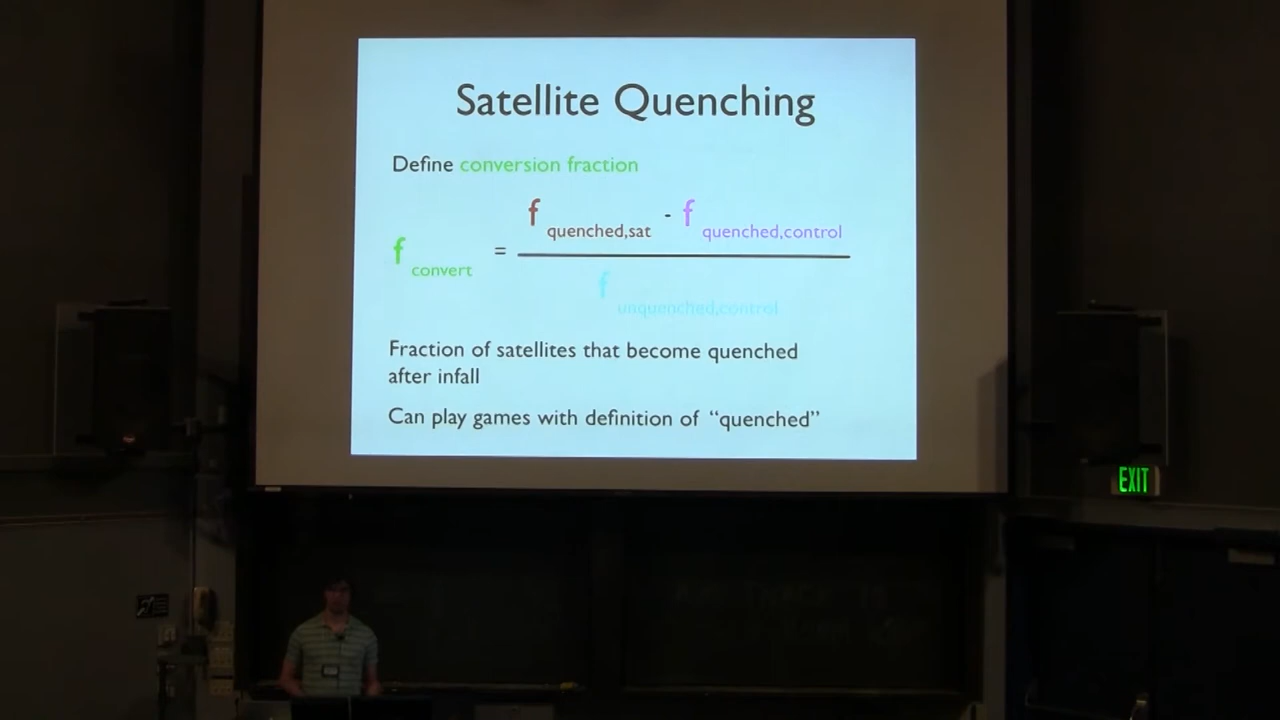 Satellite Quenching
Define conversion fraction
f quenched,sat - f quenched,control
f convert =
f unquenched,control
Fraction of satellites that become quenched
after infall
Can play games with definition of “quenched”
EXIT